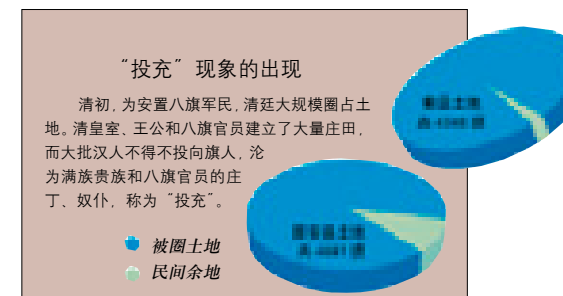 “投充”现象的出现
清初，为安置八旗军民，清廷大规模圈占土
地。清皇室、王公和八旗官员建立了大量庄田，
而大批汉人不得不投向旗人，沦
为满族贵族和八旗官员的庄
丁、奴仆，称为“投充”。
被圈土地
民间余地